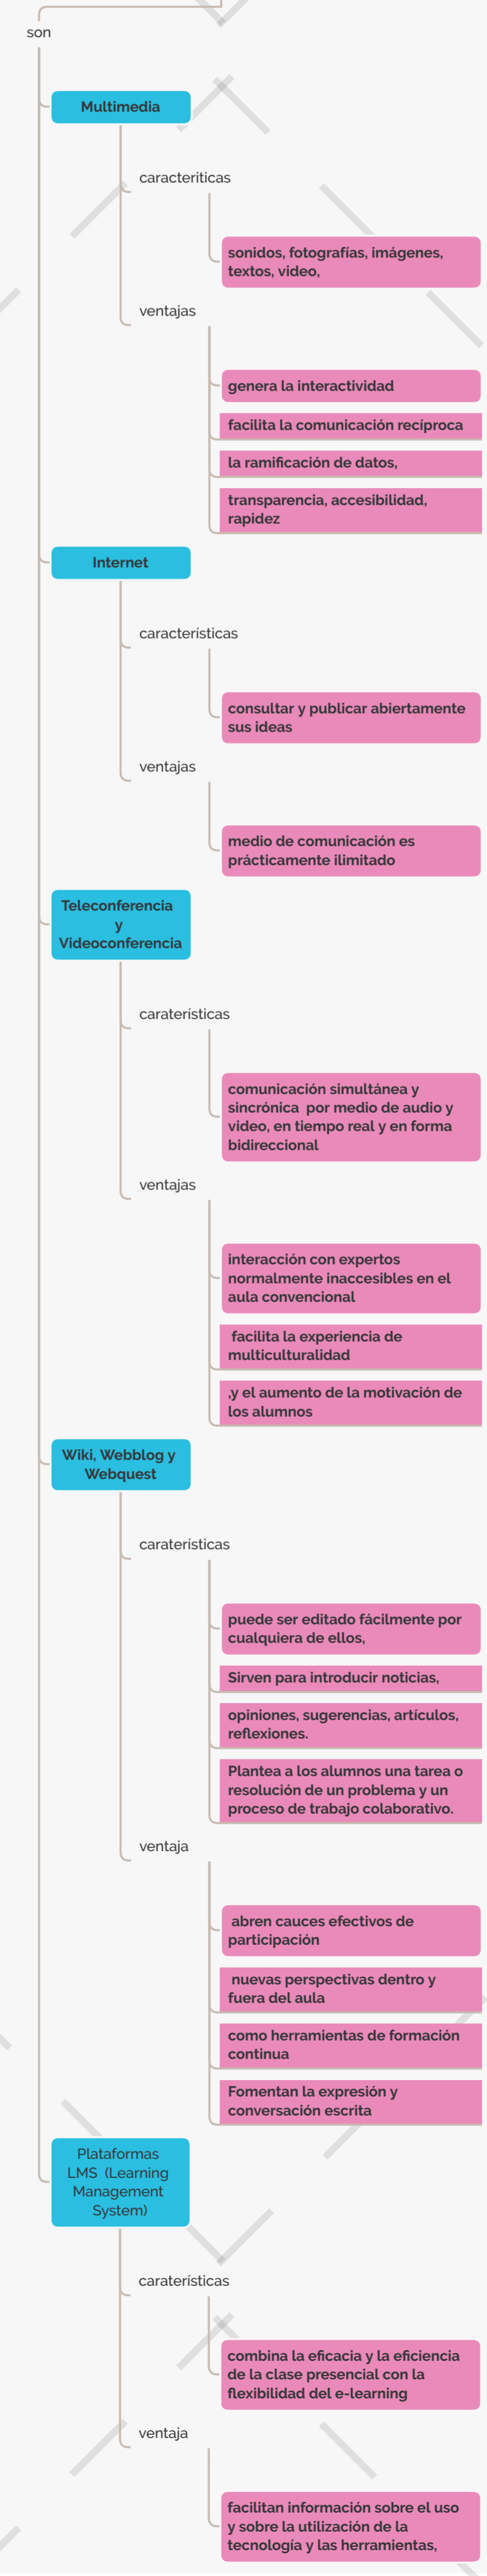 son
Multimedia
caracteriticas
sonidos, fotografías, imágenes,
textos, video,
ventajas
genera la interactividad
facilita la comunicación recíproca
la ramificación de datos,
transparencia, accesibilidad,
rapidez
Internet
características
consultar y publicar abiertamente
sus ideas
ventajas
medio de comunicación es
prácticamente ilimitado
Teleconferencia
y
Videoconferencia
caraterísticas
comunicación simultánea y
sincrónica por medio de audio y
video, en tiempo real y en forma
bidireccional
ventajas
interacción con expertos
normalmente inaccesibles en el
aula convencional
facilita la experiencia de
multiculturalidad
,y el aumento de la motivación de
los alumnos
Wiki, Webblog y
Webquest
caraterísticas
puede ser editado fácilmente por
cualquiera de ellos,
Sirven para introducir noticias,
opiniones, sugerencias, artículos,
reflexiones.
Plantea a los alumnos una tarea o
resolución de un problema y un
proceso de trabajo colaborativo.
ventaja
abren cauces efectivos de
participación
nuevas perspectivas dentro y
fuera del aula
como herramientas de formación
continua
Fomentan la expresión y
conversación escrita
Plataformas
LMS (Learning
Management
System)
caraterísticas
combina la eficacia y la eficiencia
de la clase presencial con la
flexibilidad del e-learning
ventaja
facilitan información sobre el uso
y sobre la utilización de la
tecnología y las herramientas,